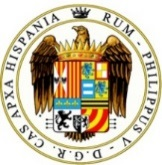 PHILIPPUS V - D.G.R. CAS APXA HISPANIA RUM -